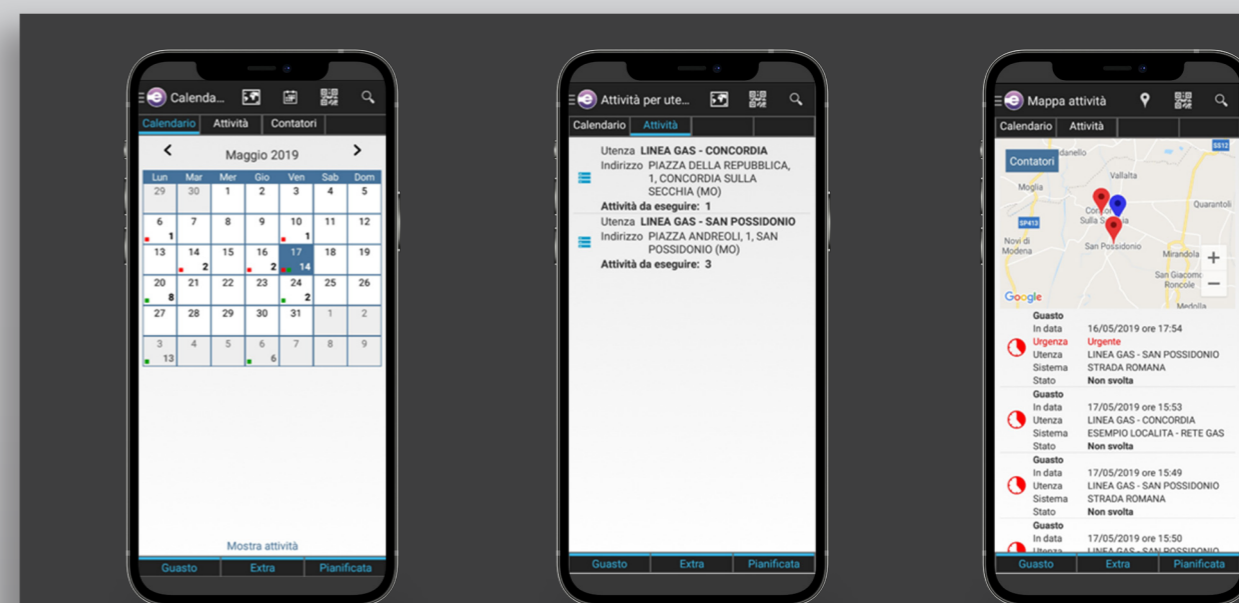 Calenda...
Calendario Attività Contatori
Maggio 2019
Lun Mar Mer Gio Ven Sab Dom
29 30 1 2 3 4 5
6 7 8 9 10 11 12
1 1
13 14 15 16 17 18 19
2 2 14
20 21 22 23 24 25 26
8 2
27 28 29 30 31 1 2
3 4 5 6 7 8 9
13 6
Mostra attività
Guasto Extra Pianificata
Attività per ute...
Calendario Attività
Utenza LINEA GAS - CONCORDIA
Indirizzo PIAZZA DELLA REPUBBLICA,
1, CONCORDIA SULLA
SECCHIA (MO)
Attività da eseguire: 1
Utenza LINEA GAS - SAN POSSIDONIO
Indirizzo PIAZZA ANDREOLI, 1, SAN
POSSIDONIO (MO)
Attività da eseguire: 3
Guasto Extra Pianificata
Mappa attività
Calendario Attività
SS12
danello
Contatori
Vallalta
Moglia
Quarantoli
SP413
Sulla
Novi di
Modena
San Possidonio
Mirandola
+
San Giacomo
Roncole
−
Google
Medolla
Guasto
In data 16/05/2019 ore 17:54
Urgenza Urgente
Utenza LINEA GAS - SAN POSSIDONIO
Sistema STRADA ROMANA
Stato Non svolta
Guasto
In data 17/05/2019 ore 15:53
Utenza LINEA GAS - CONCORDIA
Sistema ESEMPIO LOCALITA - RETE GAS
Stato Non svolta
Guasto
In data 17/05/2019 ore 15:49
Utenza LINEA GAS - SAN POSSIDONIO
Sistema STRADA ROMANA
Stato Non svolta
Guasto
In data 17/05/2019 ore 15:50
Utenza LINEA GAS - SAN POSSIDONIO
Guasto Extra Pianificata